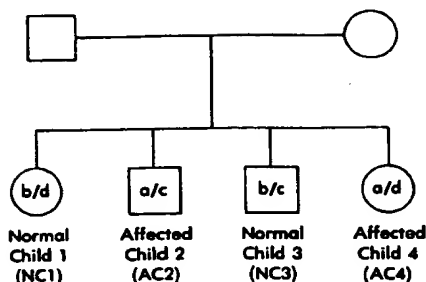 b/d a/c b/c a/d
Normal Affected Normal Affected
Child 1 Child 2 Child 3 Child 4
(NC1) (AC2) (NC3) (AC4)